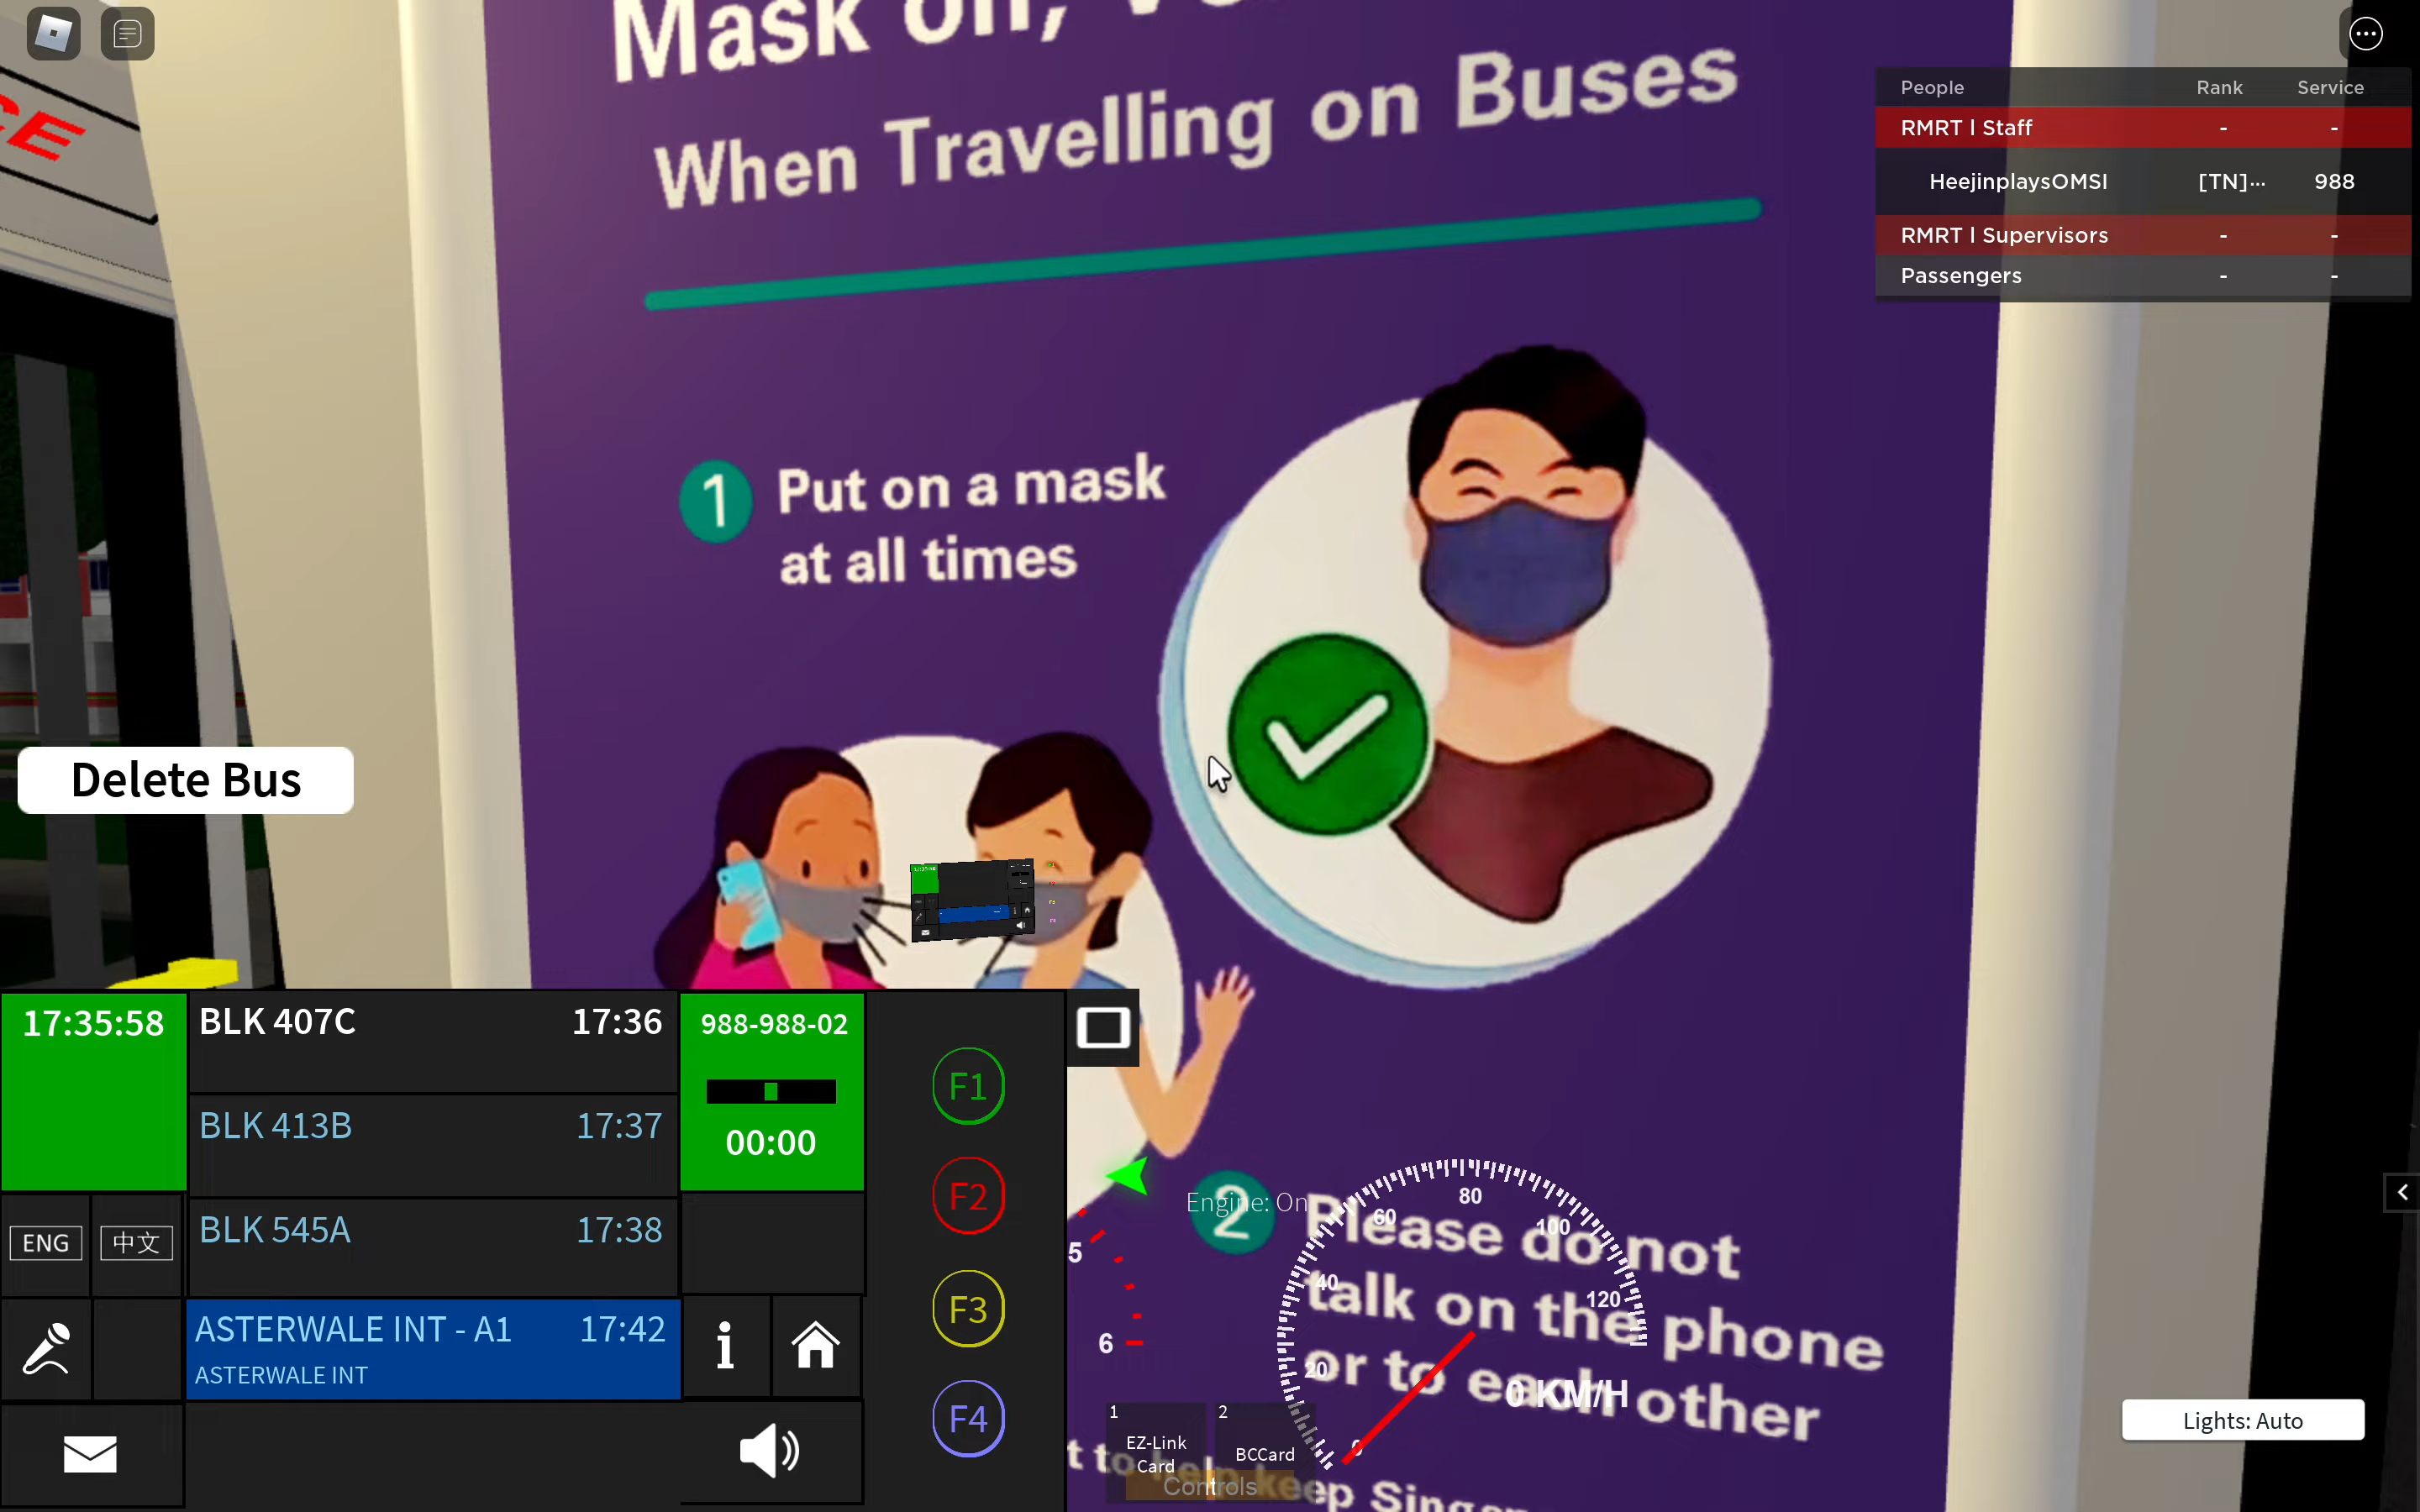 Mask on,
When Travelling on Buses
1 Put on a mask
at all times
2 Please do not
talk on the phone
or to each other
to help keep
People Rank Service
RMRT | Staff - -
HeejinplaysOMSI [TN]... 988
RMRT | Supervisors - -
Passengers - -
Delete Bus
17:35:58
BLK 407C 17:36
BLK 413B 17:37
BLK 545A 17:38
ASTERWALE INT - A1 17:42
ASTERWALE INT
988-988-02
00:00
ENG 中文
i
F1
F2
F3
F4
5
6
Engine: On
0 20 40 60 80 100 120
0 KM/H
1 EZ-Link
Card
2 BCCard
Controls
Lights: Auto